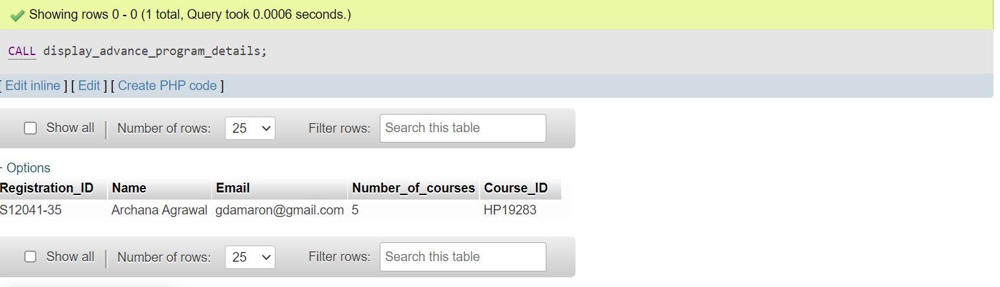 Showing rows 0 - 0 (1 total, Query took 0.0006 seconds.)
CALL display_advance_program_details;
[ Edit inline ] [ Edit ] [ Create PHP code ]
Show all | Number of rows: 25 Filter rows: Search this table
+ Options
Registration_ID Name Email Number_of_courses Course_ID
S12041-35 Archana Agrawal gdamaron@gmail.com 5 HP19283
Show all | Number of rows: 25 Filter rows: Search this table